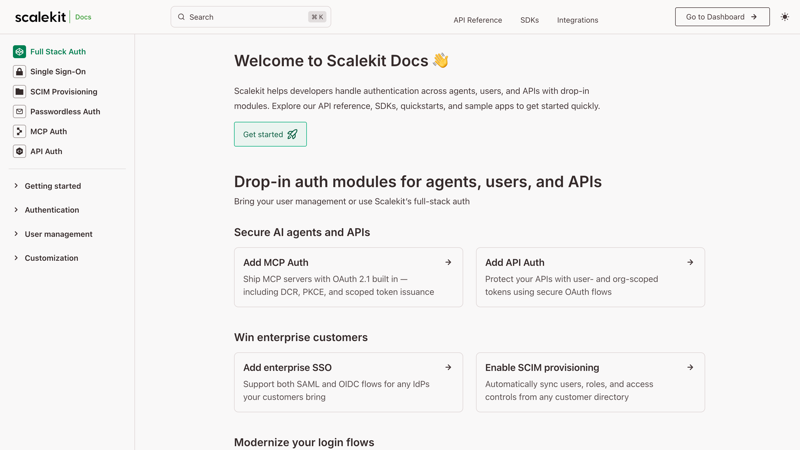 scalekit Docs
Search ⌘ K
API Reference SDKs Integrations
Go to Dashboard
Full Stack Auth
Single Sign-On
SCIM Provisioning
Passwordless Auth
MCP Auth
API Auth
Getting started
Authentication
User management
Customization
Welcome to Scalekit Docs 👋
Scalekit helps developers handle authentication across agents, users, and APIs with drop-in
modules. Explore our API reference, SDKs, quickstarts, and sample apps to get started quickly.
Get started
Drop-in auth modules for agents, users, and APIs
Bring your user management or use Scalekit's full-stack auth
Secure AI agents and APIs
Add MCP Auth
Ship MCP servers with OAuth 2.1 built in —
including DCR, PKCE, and scoped token issuance
Add API Auth
Protect your APIs with user- and org-scoped
tokens using secure OAuth flows
Win enterprise customers
Add enterprise SSO
Support both SAML and OIDC flows for any IdPs
your customers bring
Enable SCIM provisioning
Automatically sync users, roles, and access
controls from any customer directory
Modernize your login flows